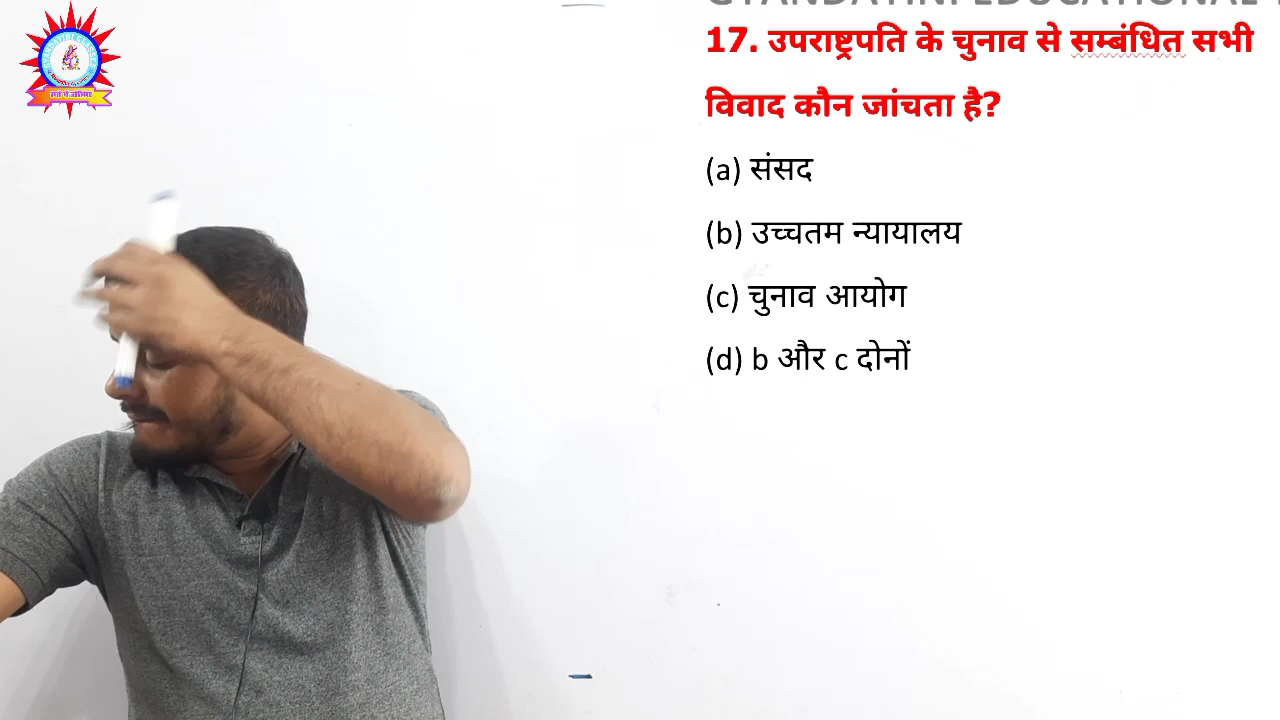 17. उपराष्ट्रपति के चुनाव से सम्बंधित सभी
विवाद कौन जांचता है?
(a) संसद
(b) उच्चतम न्यायालय
(c) चुनाव आयोग
(d) b और c दोनों